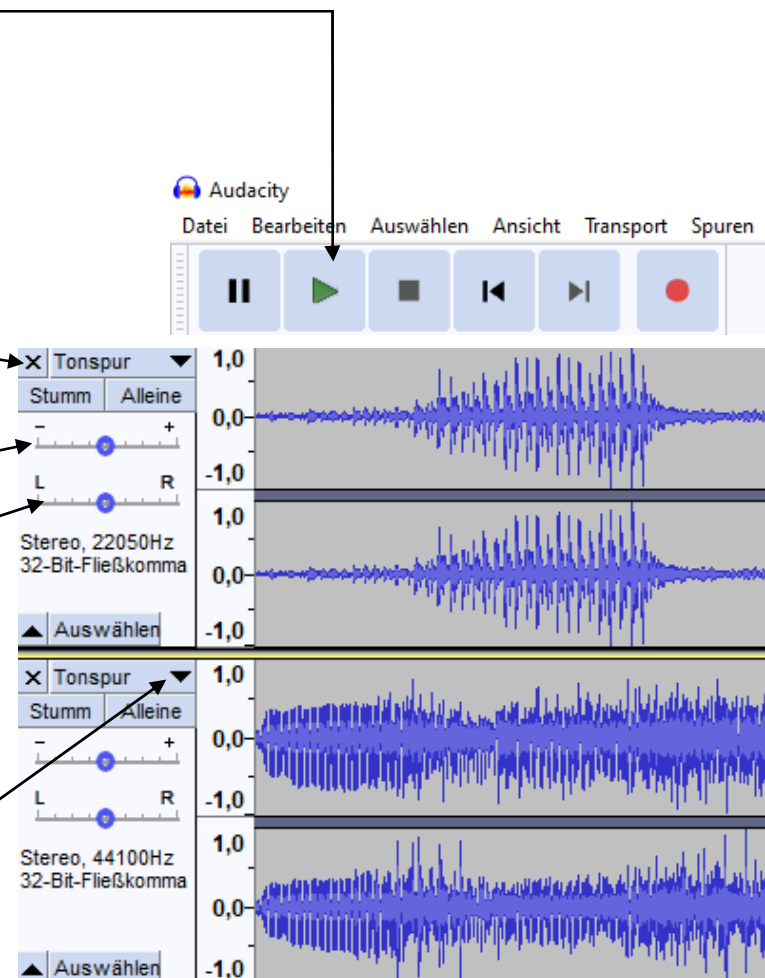 Audacity
Datei Bearbeiten Auswählen Ansicht Transport Spuren
Tonspur
Stumm Alleine
- +
L R
Stereo, 22050Hz
32-Bit-Fließkomma
Auswählen
1,0
0,0
-1,0
1,0
0,0
-1,0
Tonspur
Stumm Alleine
- +
L R
Stereo, 44100Hz
32-Bit-Fließkomma
Auswählen
1,0
0,0
-1,0
1,0
0,0
-1,0